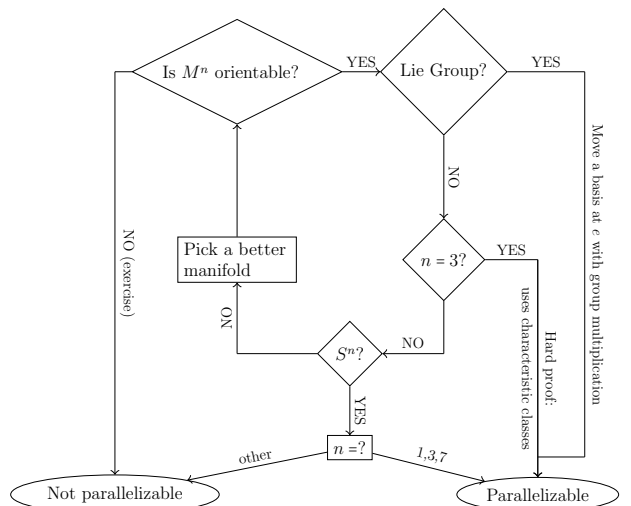 Is Mⁿ orientable?
YES
Lie Group?
YES
NO (exercise)
NO
Move a basis at e with group multiplication
Pick a better
manifold
n = 3?
YES
Hard proof:
uses characteristic classes
NO
Sⁿ?
NO
YES
n =?
other
1,3,7
Not parallelizable
Parallelizable